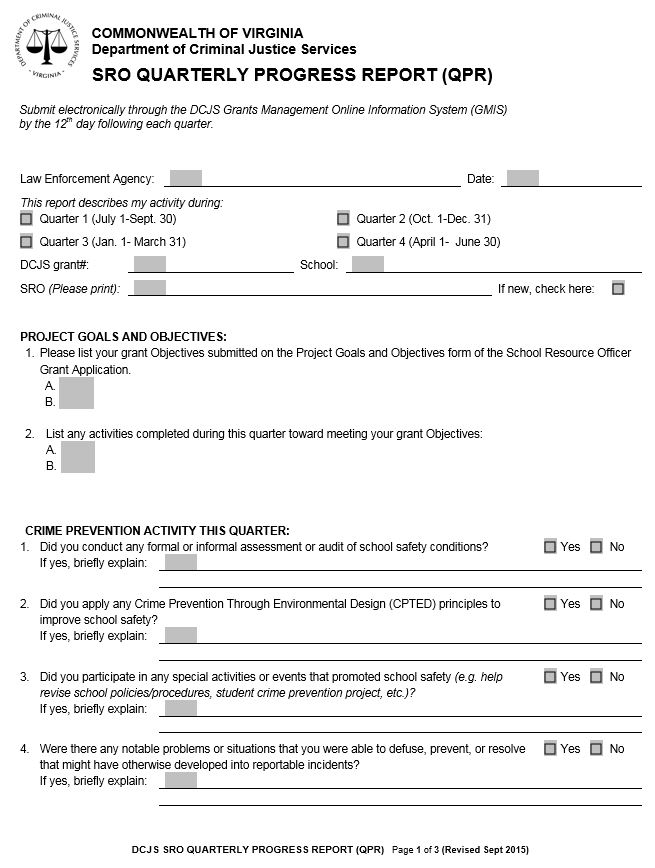 DEPARTMENT OF CRIMINAL JUSTICE SERVICES
• VIRGINIA •
COMMONWEALTH OF VIRGINIA
Department of Criminal Justice Services
SRO QUARTERLY PROGRESS REPORT (QPR)
Submit electronically through the DCJS Grants Management Online Information System (GMIS)
by the 12th day following each quarter.
Law Enforcement Agency: Date:
This report describes my activity during:
Quarter 1 (July 1-Sept. 30) Quarter 2 (Oct. 1-Dec. 31)
Quarter 3 (Jan. 1- March 31) Quarter 4 (April 1- June 30)
DCJS grant#: School:
SRO (Please print): If new, check here:
PROJECT GOALS AND OBJECTIVES:
1. Please list your grant Objectives submitted on the Project Goals and Objectives form of the School Resource Officer
Grant Application.
A.
B.
2. List any activities completed during this quarter toward meeting your grant Objectives:
A.
B.
CRIME PREVENTION ACTIVITY THIS QUARTER:
1. Did you conduct any formal or informal assessment or audit of school safety conditions? Yes No
If yes, briefly explain:
2. Did you apply any Crime Prevention Through Environmental Design (CPTED) principles to Yes No
improve school safety?
If yes, briefly explain:
3. Did you participate in any special activities or events that promoted school safety (e.g. help Yes No
revise school policies/procedures, student crime prevention project, etc.)?
If yes, briefly explain:
4. Were there any notable problems or situations that you were able to defuse, prevent, or resolve Yes No
that might have otherwise developed into reportable incidents?
If yes, briefly explain:
DCJS SRO QUARTERLY PROGRESS REPORT (QPR) Page 1 of 3 (Revised Sept 2015)